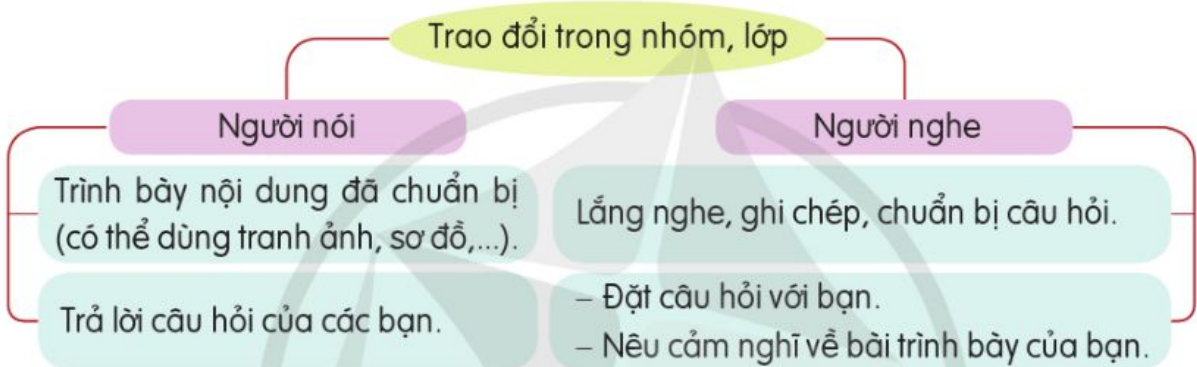 Trao đổi trong nhóm, lớp
Người nói
Trình bày nội dung đã chuẩn bị
(có thể dùng tranh ảnh, sơ đồ,...).
Trả lời câu hỏi của các bạn.
Người nghe
Lắng nghe, ghi chép, chuẩn bị câu hỏi.
– Đặt câu hỏi với bạn.
– Nêu cảm nghĩ về bài trình bày của bạn.